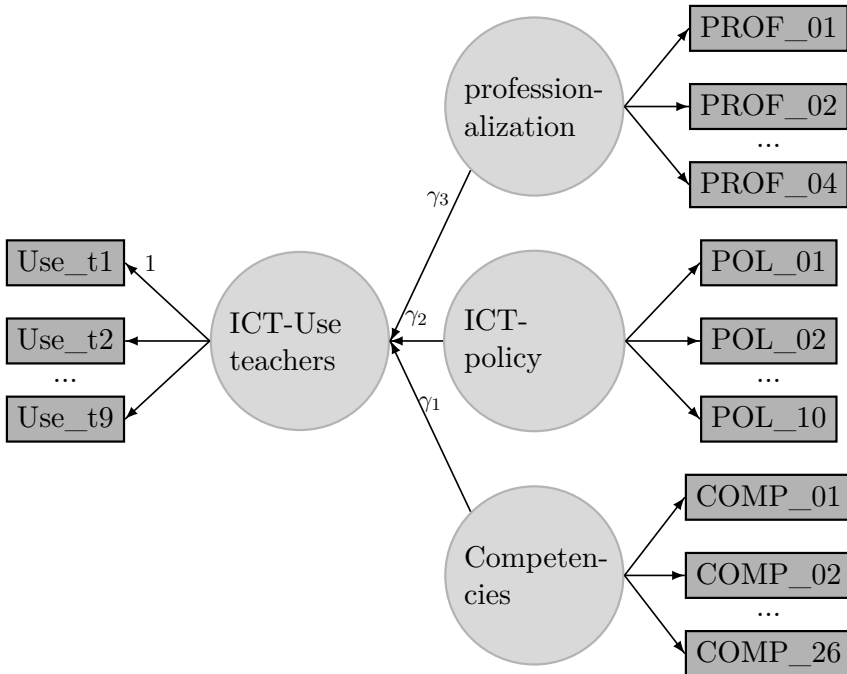 PROF_01
profession-
alization
PROF_02
...
PROF_04
γ3
Use_t1
1
ICT-Use
teachers
Use_t2
...
Use_t9
γ2
ICT-
policy
POL_01
POL_02
...
POL_10
γ1
Competen-
cies
COMP_01
COMP_02
...
COMP_26